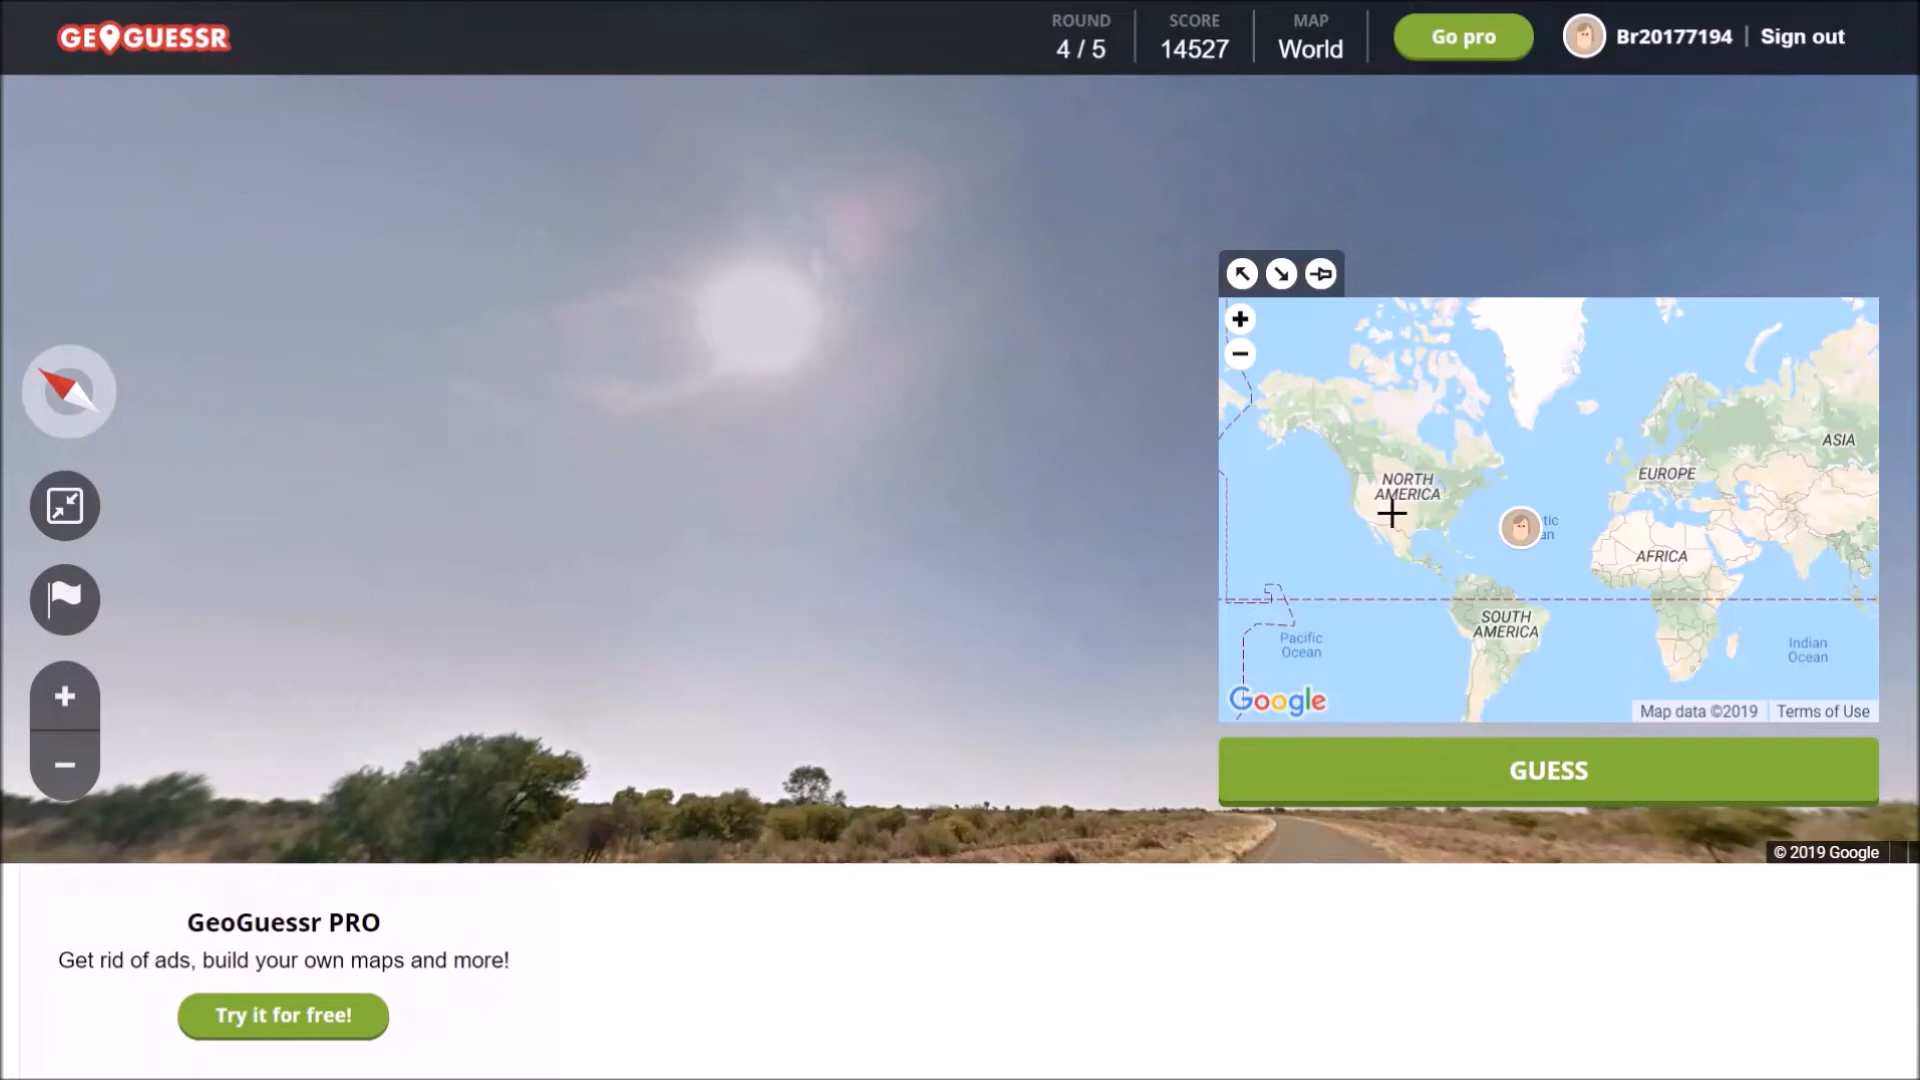 GEOGUESSR
ROUND
4 / 5
SCORE
14527
MAP
World
Go pro
Br20177194 | Sign out
NORTH
AMERICA
EUROPE
ASIA
tic
an
AFRICA
SOUTH
AMERICA
Pacific
Ocean
Indian
Ocean
Google
Map data ©2019
Terms of Use
GUESS
© 2019 Google
GeoGuessr PRO
Get rid of ads, build your own maps and more!
Try it for free!